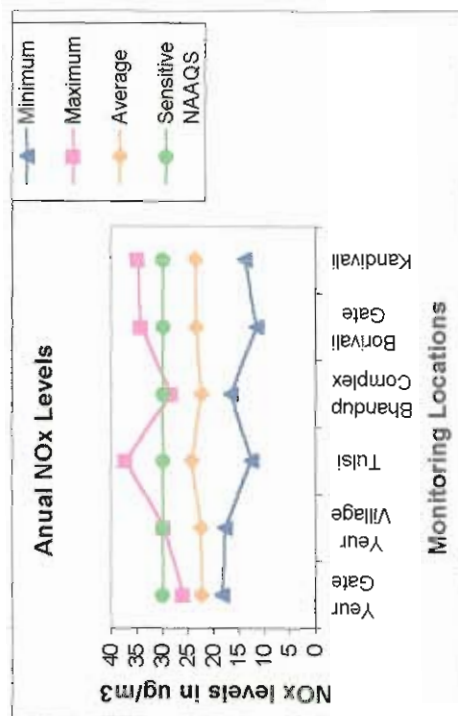 Anual NOx Levels
NOx levels in ug/m3
40
35
30
25
20
15
10
5
0
Yeur
Gate
Yeur
Village
Tulsi
Bhandup
Complex
Borivali
Gate
Kandivali
Monitoring Locations
Minimum
Maximum
Average
Sensitive
NAAQS